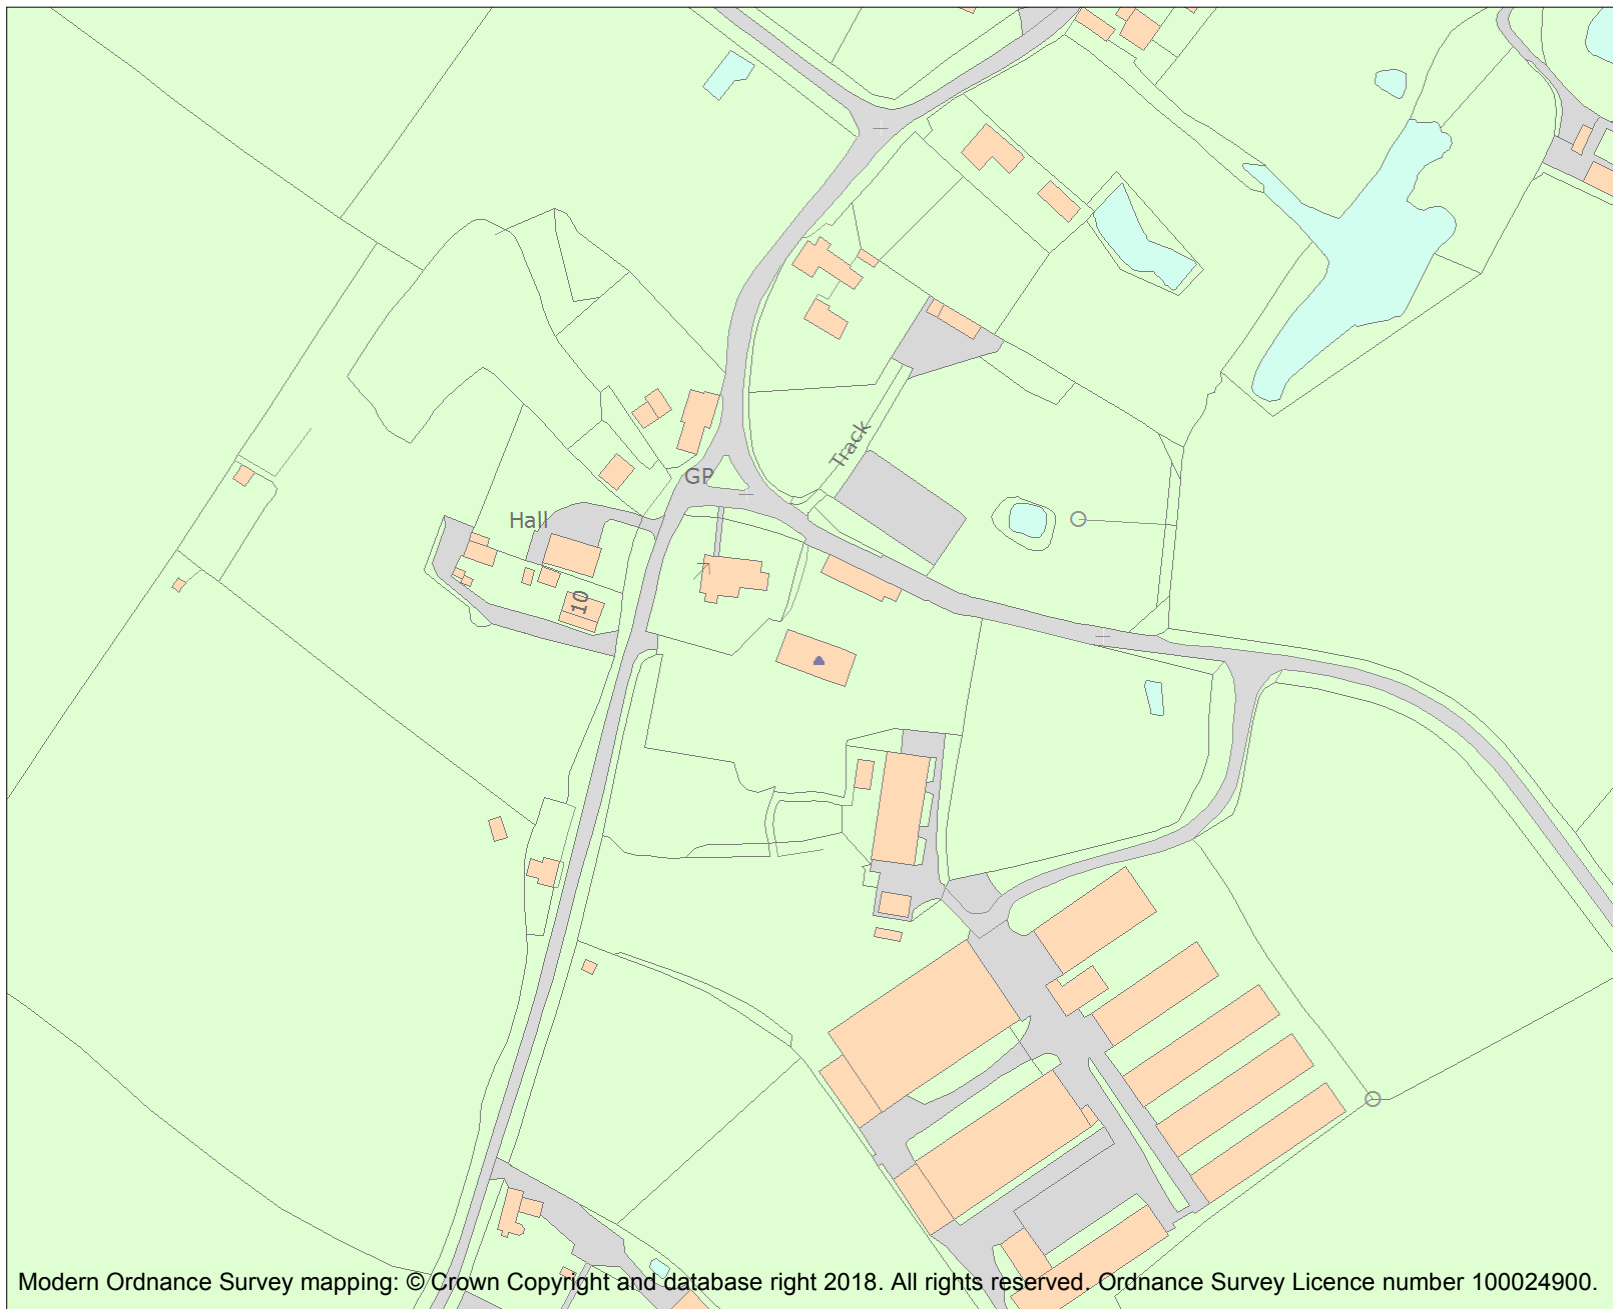 Track
GP
Hall
10
Modern Ordnance Survey mapping: © Crown Copyright and database right 2018. All rights reserved. Ordnance Survey Licence number 100024900.